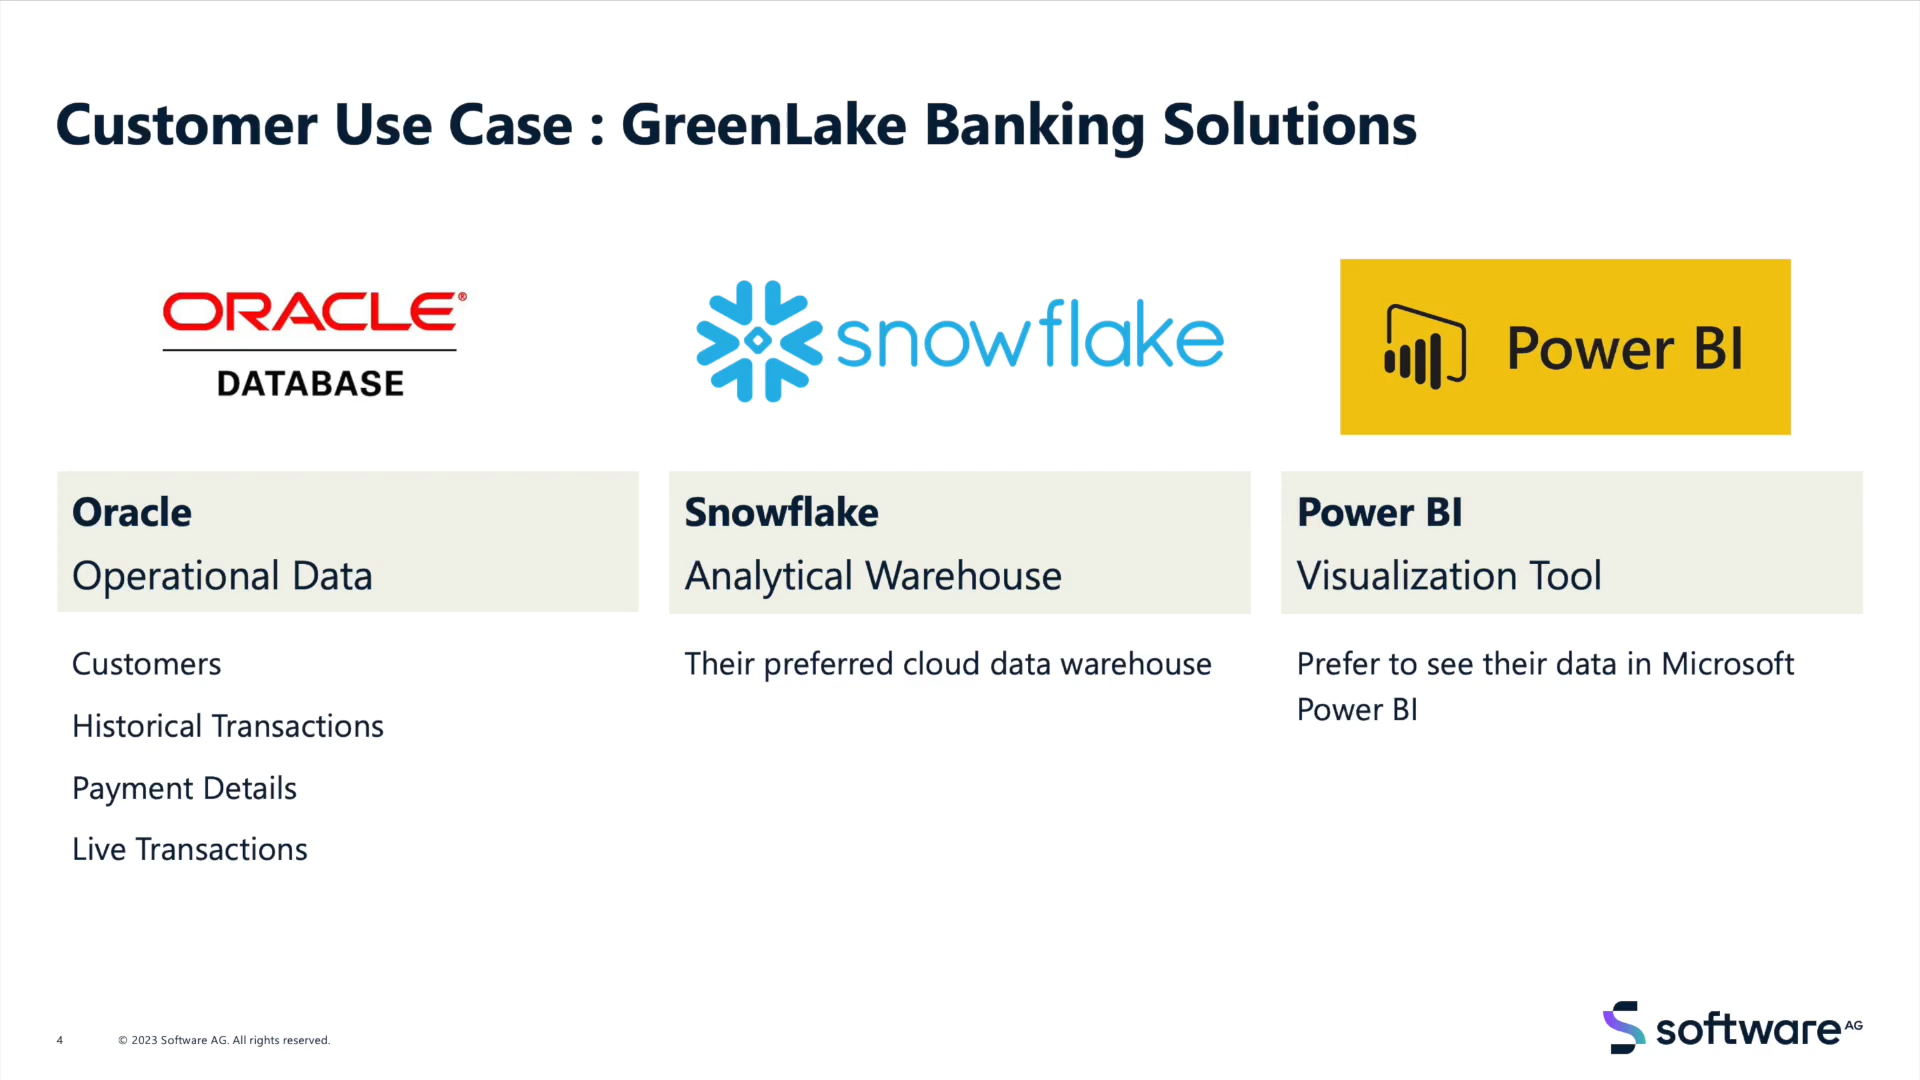 Customer Use Case : GreenLake Banking Solutions
ORACLE®
DATABASE
snowflake
Power BI
Oracle
Operational Data
Customers
Historical Transactions
Payment Details
Live Transactions
Snowflake
Analytical Warehouse
Their preferred cloud data warehouse
Power BI
Visualization Tool
Prefer to see their data in Microsoft
Power BI
4
© 2023 Software AG. All rights reserved.
software AG